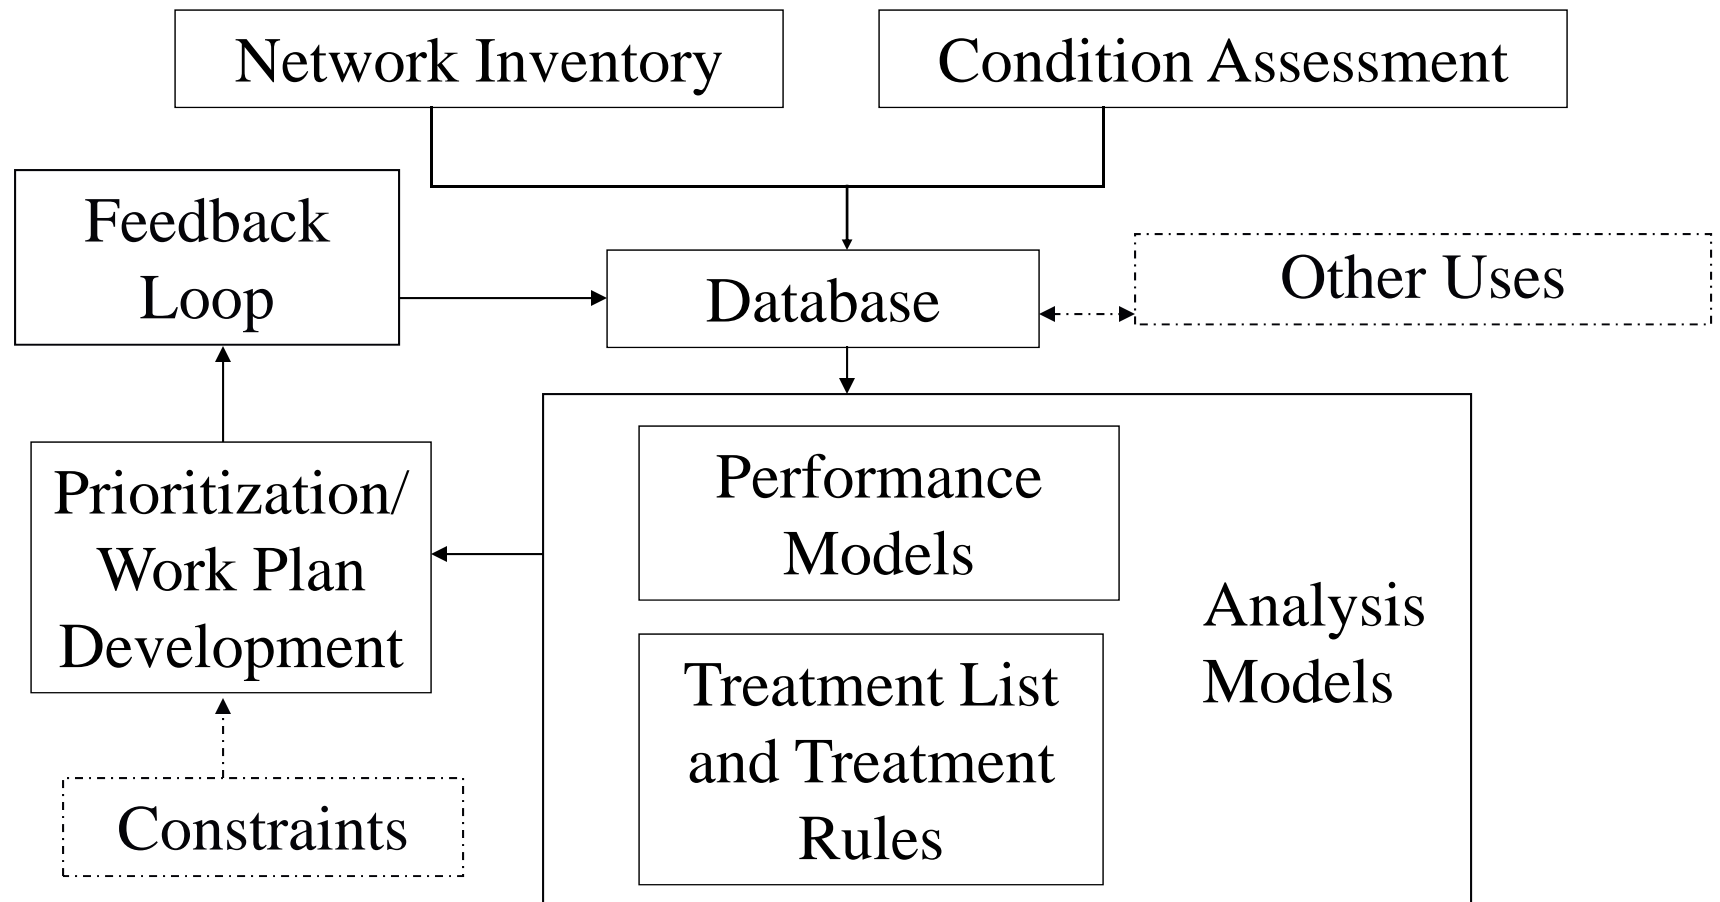 Network Inventory
Condition Assessment
Feedback
Loop
Database
Other Uses
Prioritization/
Work Plan
Development
Performance
Models
Analysis
Models
Treatment List
and Treatment
Rules
Constraints